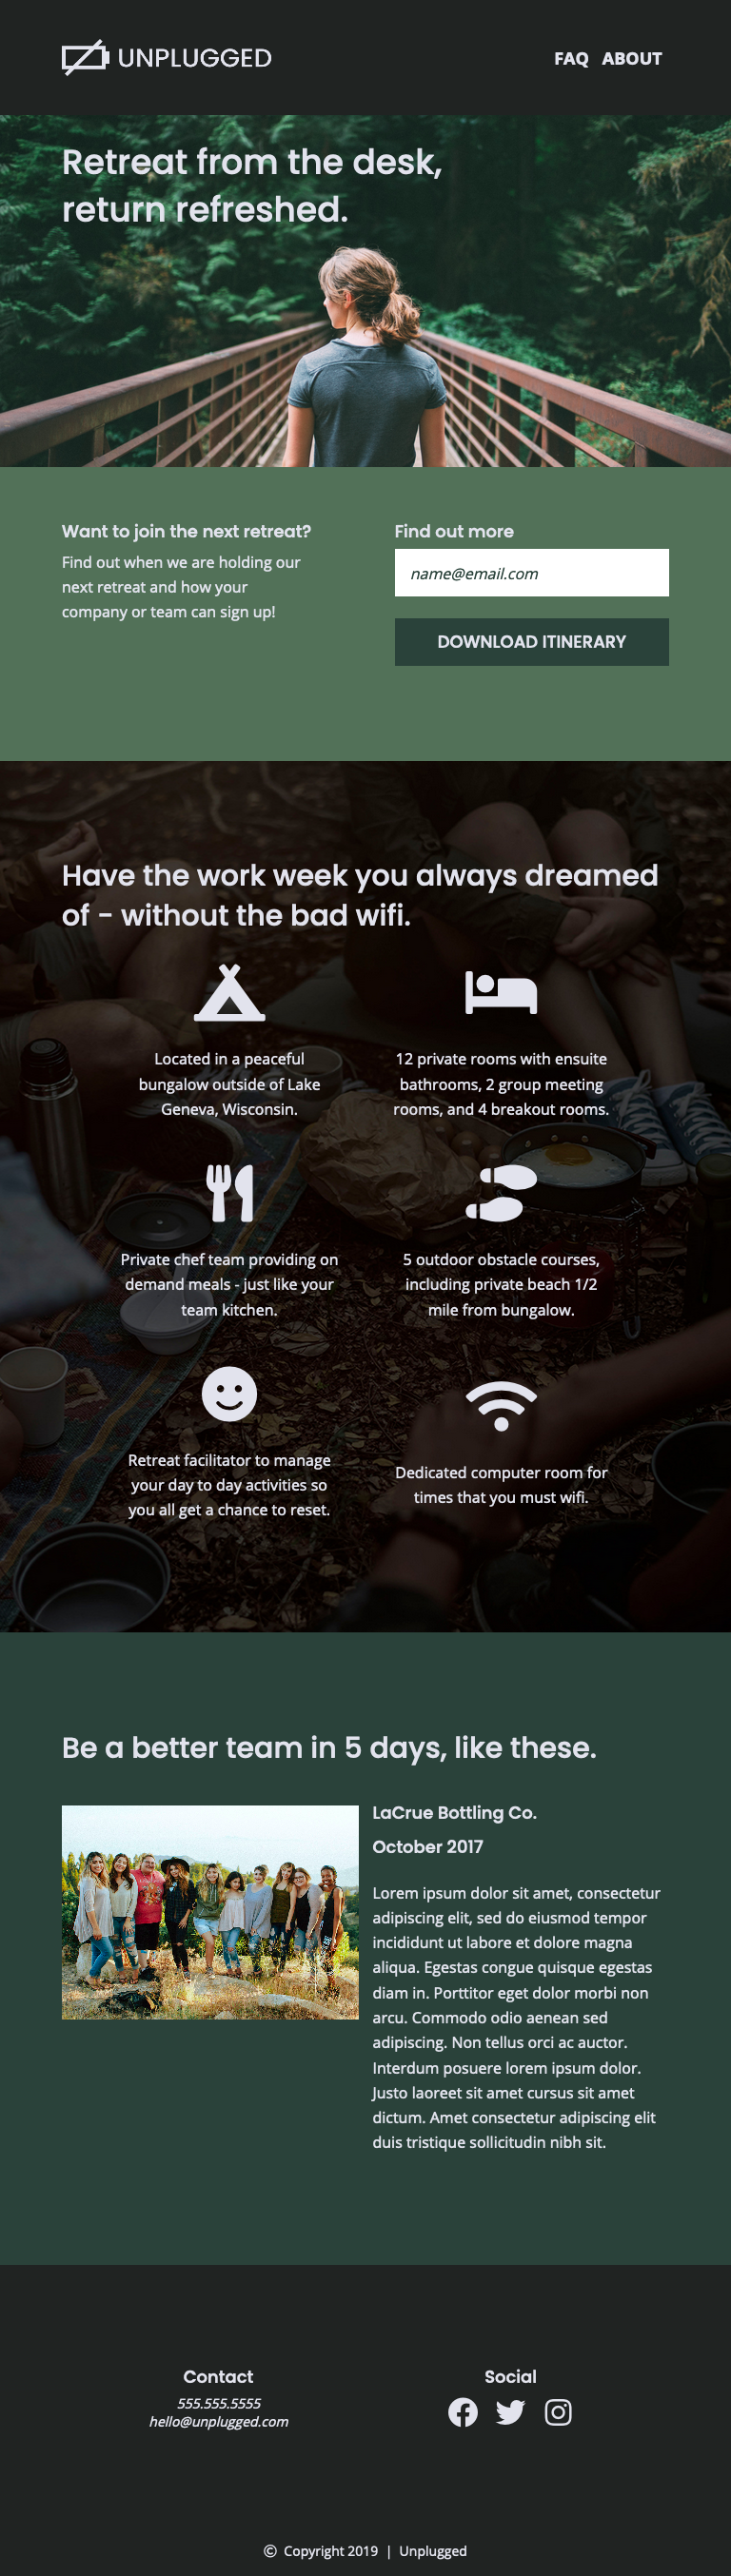 UNPLUGGED
FAQ ABOUT
Retreat from the desk,
return refreshed.
Want to join the next retreat?
Find out when we are holding our
next retreat and how your
company or team can sign up!
Find out more
name@email.com
DOWNLOAD ITINERARY
Have the work week you always dreamed
of - without the bad wifi.
Located in a peaceful
bungalow outside of Lake
Geneva, Wisconsin.
12 private rooms with ensuite
bathrooms, 2 group meeting
rooms, and 4 breakout rooms.
Private chef team providing on
demand meals - just like your
team kitchen.
5 outdoor obstacle courses,
including private beach 1/2
mile from bungalow.
Retreat facilitator to manage
your day to day activities so
you all get a chance to reset.
Dedicated computer room for
times that you must wifi.
Be a better team in 5 days, like these.
LaCrue Bottling Co.
October 2017
Lorem ipsum dolor sit amet, consectetur
adipiscing elit, sed do eiusmod tempor
incididunt ut labore et dolore magna
aliqua. Egestas congue quisque egestas
diam in. Porttitor eget dolor morbi non
arcu. Commodo odio aenean sed
adipiscing. Non tellus orci ac auctor.
Interdum posuere lorem ipsum dolor.
Justo laoreet sit amet cursus sit amet
dictum. Amet consectetur adipiscing elit
duis tristique sollicitudin nibh sit.
Contact
555.555.5555
hello@unplugged.com
Social
© Copyright 2019 | Unplugged